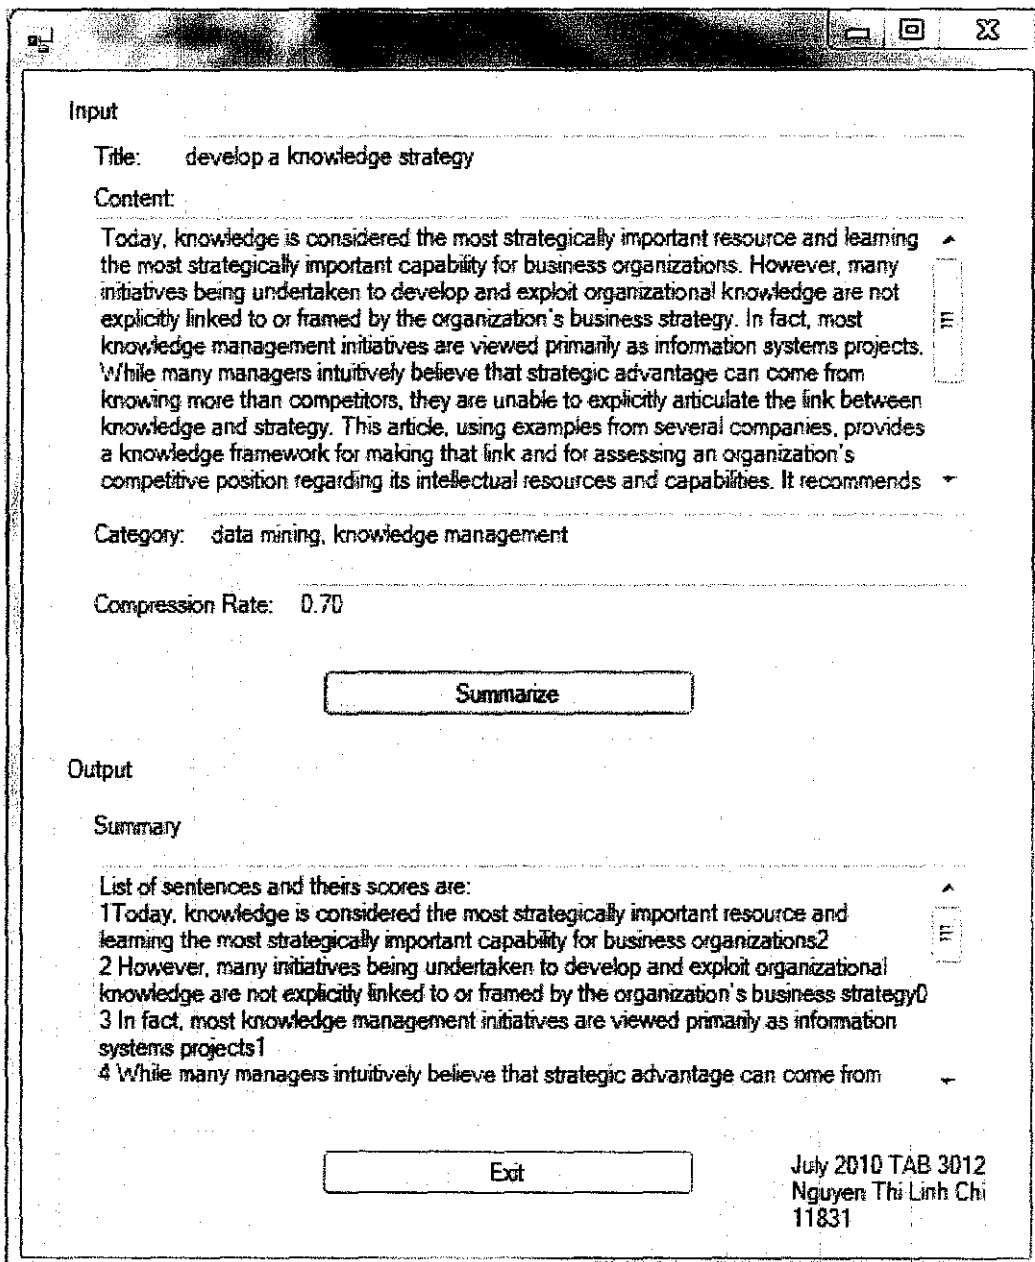 Input
Title: develop a knowledge strategy
Content:
Today, knowledge is considered the most strategically important resource and learning
the most strategically important capability for business organizations. However, many
initiatives being undertaken to develop and exploit organizational knowledge are not
explicitly linked to or framed by the organization's business strategy. In fact, most
knowledge management initiatives are viewed primarily as information systems projects.
While many managers intuitively believe that strategic advantage can come from
knowing more than competitors, they are unable to explicitly articulate the link between
knowledge and strategy. This article, using examples from several companies, provides
a knowledge framework for making that link and for assessing an organization's
competitive position regarding its intellectual resources and capabilities. It recommends
Category: data mining, knowledge management
Compression Rate: 0.70
Summarize
Output
Summary
List of sentences and theirs scores are:
1Today, knowledge is considered the most strategically important resource and
learning the most strategically important capability for business organizations2
2 However, many initiatives being undertaken to develop and exploit organizational
knowledge are not explicitly linked to or framed by the organization's business strategy0
3 In fact, most knowledge management initiatives are viewed primarily as information
systems projects1
4 While many managers intuitively believe that strategic advantage can come from
Exit
July 2010 TAB 3012
Nguyen Thi Linh Chi
11831